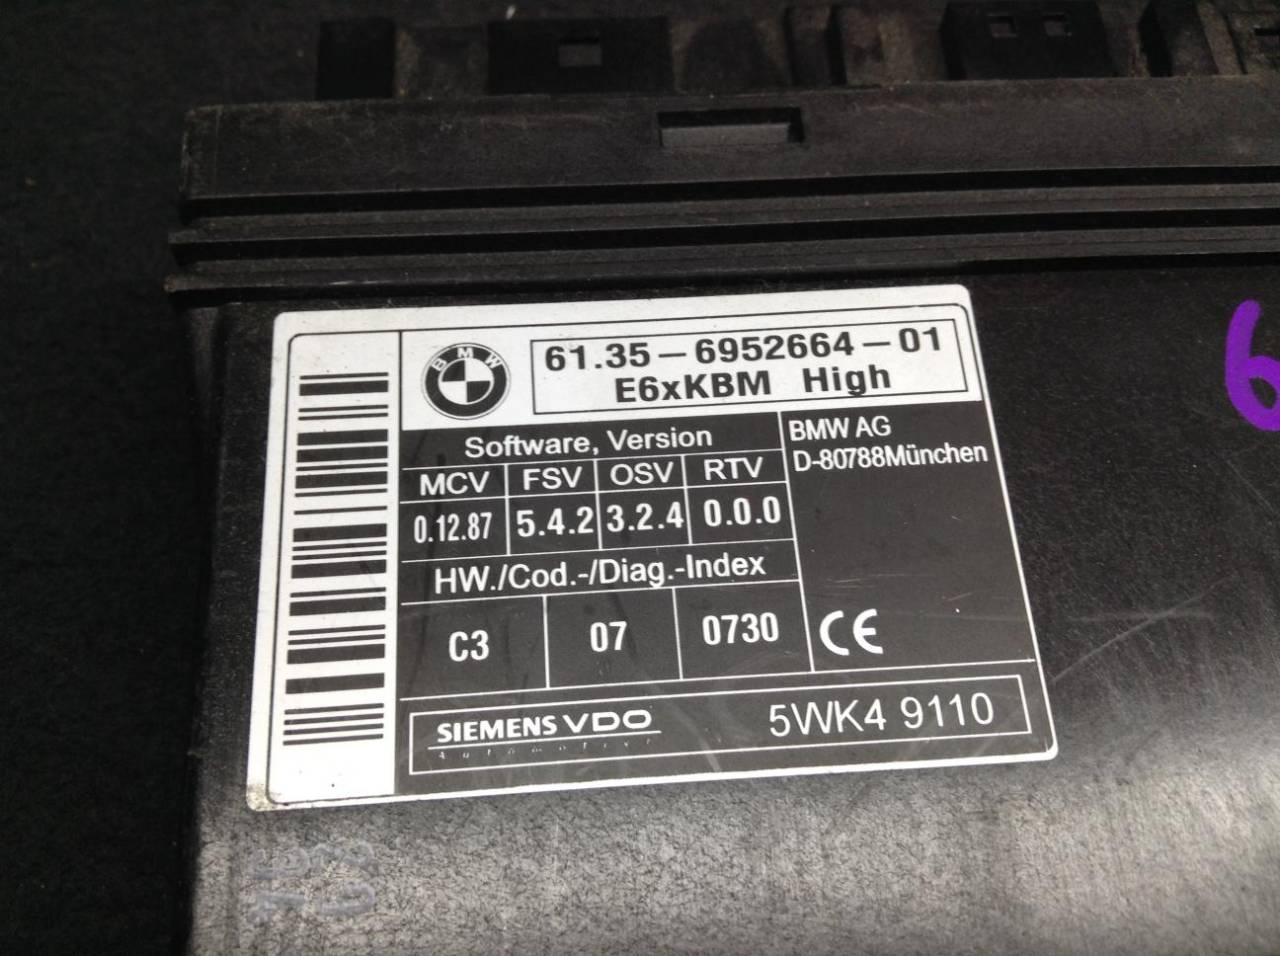 BMW
61.35-6952664-01
E6xKBM High
Software, Version
MCV FSV OSV RTV
0.12.87 5.4.2 3.2.4 0.0.0
BMW AG
D-80788München
HW./Cod.-/Diag.-Index
C3 07 0730
CE
SIEMENS VDO
Automotive
5WK4 9110
6